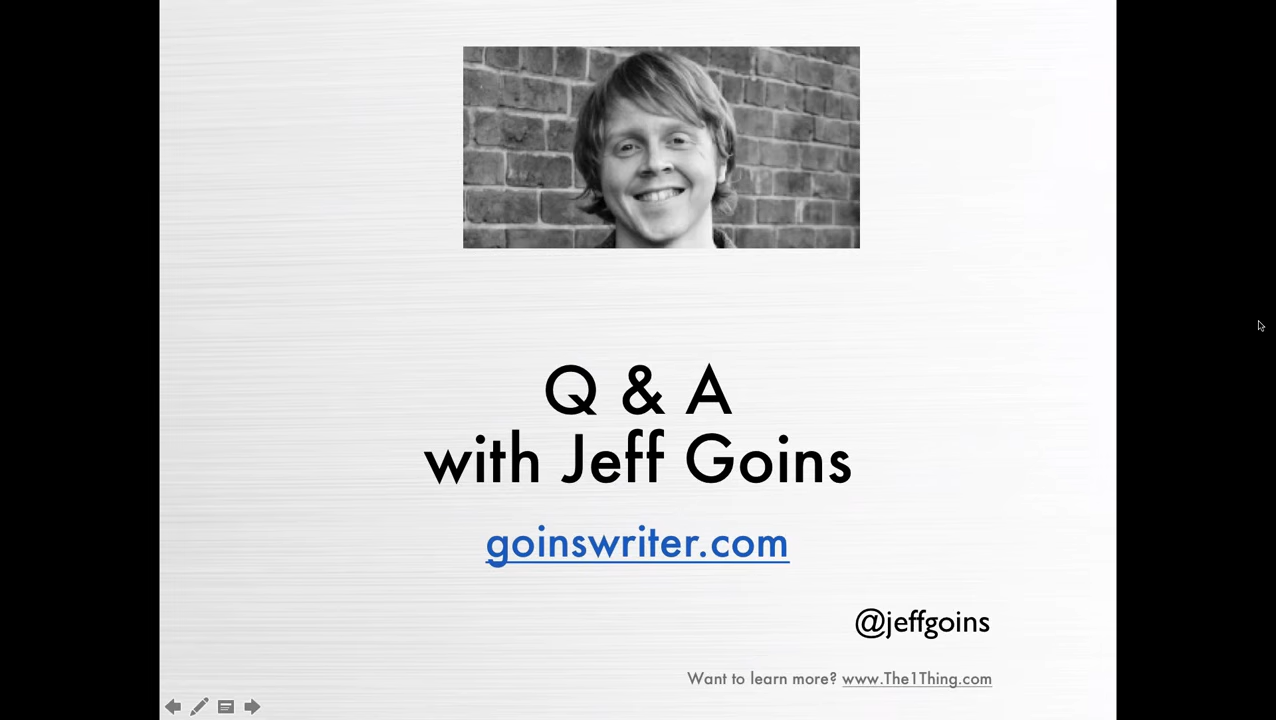 Q & A
with Jeff Goins
goinswriter.com
@jeffgoins
Want to learn more? www.The1Thing.com